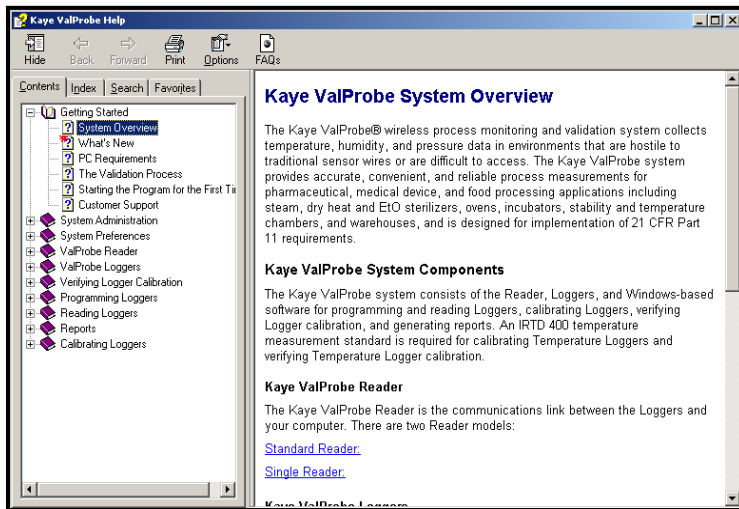 Kaye ValProbe Help
Hide Back Forward Print Options FAQs
Contents Index Search Favorites
Getting Started
System Overview
What's New
PC Requirements
The Validation Process
Starting the Program for the First Tir
Customer Support
System Administration
System Preferences
ValProbe Reader
ValProbe Loggers
Verifying Logger Calibration
Programming Loggers
Reading Loggers
Reports
Calibrating Loggers
Kaye ValProbe System Overview
The Kaye ValProbe® wireless process monitoring and validation system collects
temperature, humidity, and pressure data in environments that are hostile to
traditional sensor wires or are difficult to access. The Kaye ValProbe system
provides accurate, convenient, and reliable process measurements for
pharmaceutical, medical device, and food processing applications including
steam, dry heat and EtO sterilizers, ovens, incubators, stability and temperature
chambers, and warehouses, and is designed for implementation of 21 CFR Part
11 requirements.
Kaye ValProbe System Components
The Kaye ValProbe system consists of the Reader, Loggers, and Windows-based
software for programming and reading Loggers, calibrating Loggers, verifying
Logger calibration, and generating reports. An IRTD 400 temperature
measurement standard is required for calibrating Temperature Loggers and
verifying Temperature Logger calibration.
Kaye ValProbe Reader
The Kaye ValProbe Reader is the communications link between the Loggers and
your computer. There are two Reader models:
Standard Reader:
Single Reader:
Kaye ValProbe Loggers